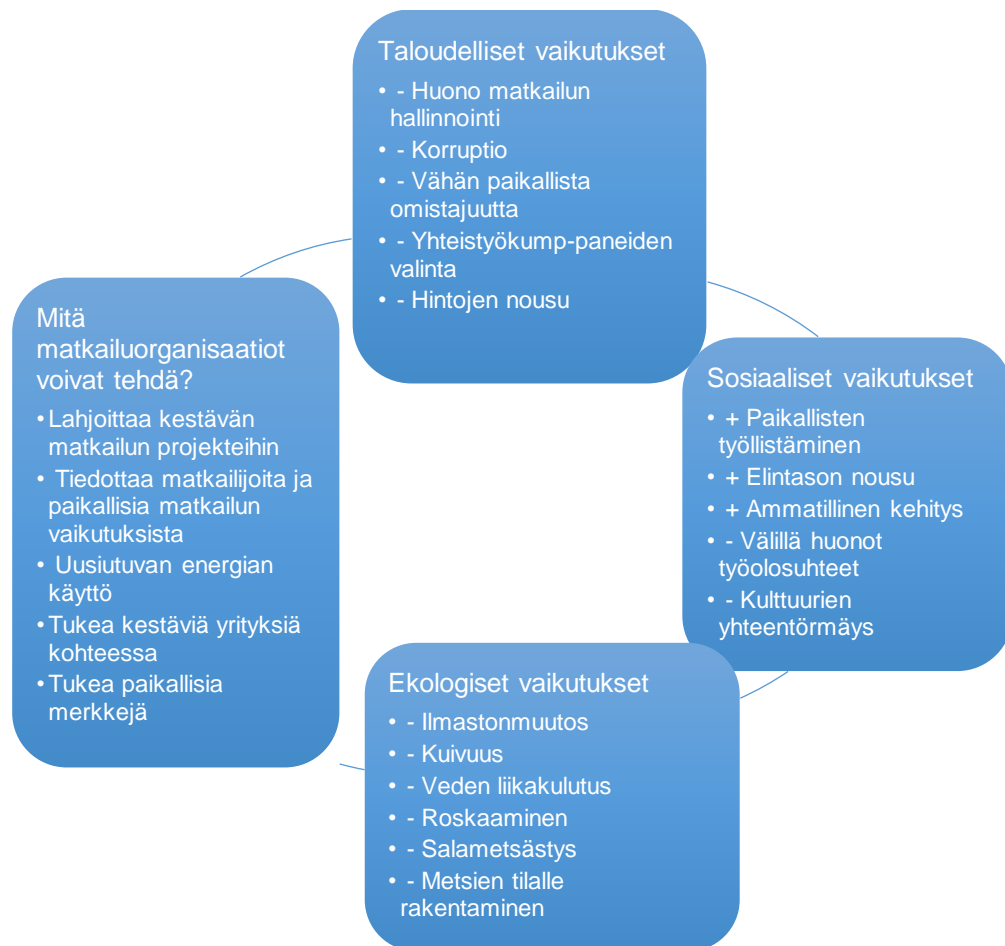 Taloudelliset vaikutukset
• - Huono matkailun
hallinnointi
• - Korruptio
• - Vähän paikallista
omistajuutta
• - Yhteistyökump-paneiden
valinta
• - Hintojen nousu
Sosiaaliset vaikutukset
• + Paikallisten
työllistäminen
• + Elintason nousu
• + Ammatillinen kehitys
• - Välillä huonot
työolosuhteet
• - Kulttuurien
yhteentörmäys
Ekologiset vaikutukset
• - Ilmastonmuutos
• - Kuivuus
• - Veden liikakulutus
• - Roskaaminen
• - Salametsästys
• - Metsien tilalle
rakentaminen
Mitä
matkailuorganisaatiot
voivat tehdä?
• Lahjoittaa kestävän
matkailun projekteihin
• Tiedottaa matkailijoita ja
paikallisia matkailun
vaikutuksista
• Uusiutuvan energian
käyttö
• Tukea kestäviä yrityksiä
kohteessa
• Tukea paikallisia
merkkejä